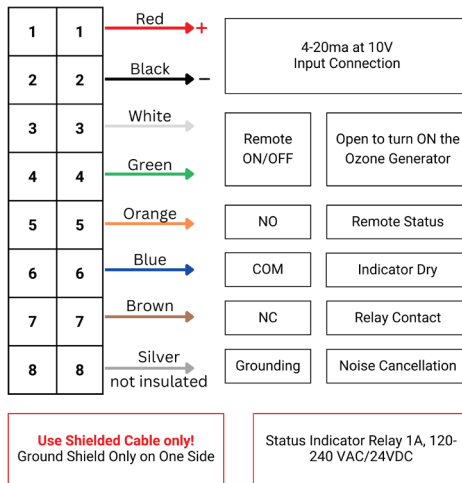 1 1 Red +
4-20ma at 10V
Input Connection
2 2 Black −
3 3 White
Remote
ON/OFF
Open to turn ON the
Ozone Generator
4 4 Green
5 5 Orange NO Remote Status
6 6 Blue COM Indicator Dry
7 7 Brown NC Relay Contact
8 8 Silver
not insulated
Grounding Noise Cancellation
Use Shielded Cable only!
Ground Shield Only on One Side
Status Indicator Relay 1A, 120-
240 VAC/24VDC